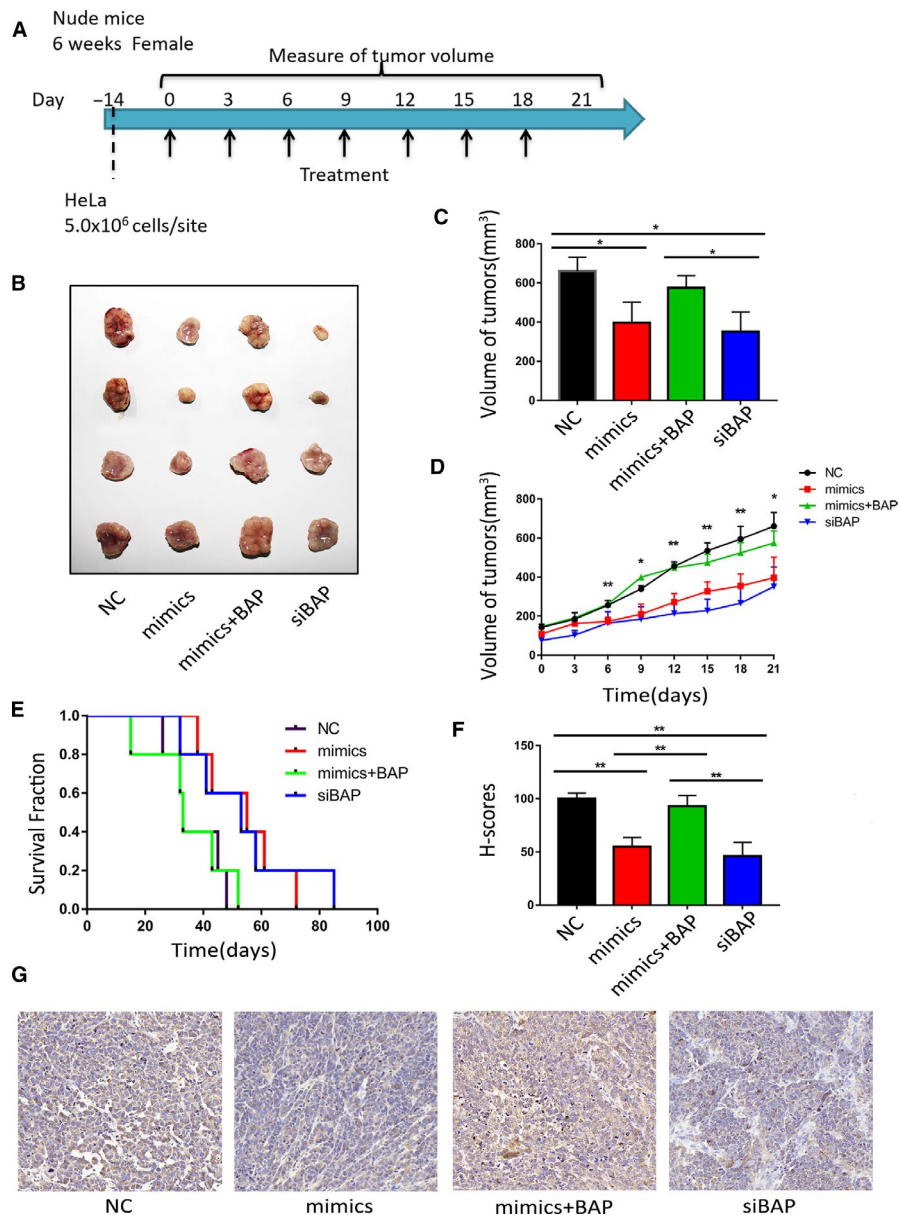 A
Nude mice
6 weeks Female
Measure of tumor volume
Day −14 0 3 6 9 12 15 18 21
Treatment
HeLa
5.0x10⁶ cells/site
B
NC mimics mimics+BAP siBAP
C
Volume of tumors(mm³)
800
600
400
200
0
* * *
NC mimics mimics+BAP siBAP
D
Volume of tumors(mm³)
800
600
400
200
0
** * ** ** ** *
0 3 6 9 12 15 18 21
Time(days)
NC
mimics
mimics+BAP
siBAP
E
Survival Fraction
1.0
0.8
0.6
0.4
0.2
0.0
0 20 40 60 80 100
Time(days)
NC
mimics
mimics+BAP
siBAP
F
H-scores
150
100
50
0
**
**
** **
NC mimics mimics+BAP siBAP
G
NC mimics mimics+BAP siBAP